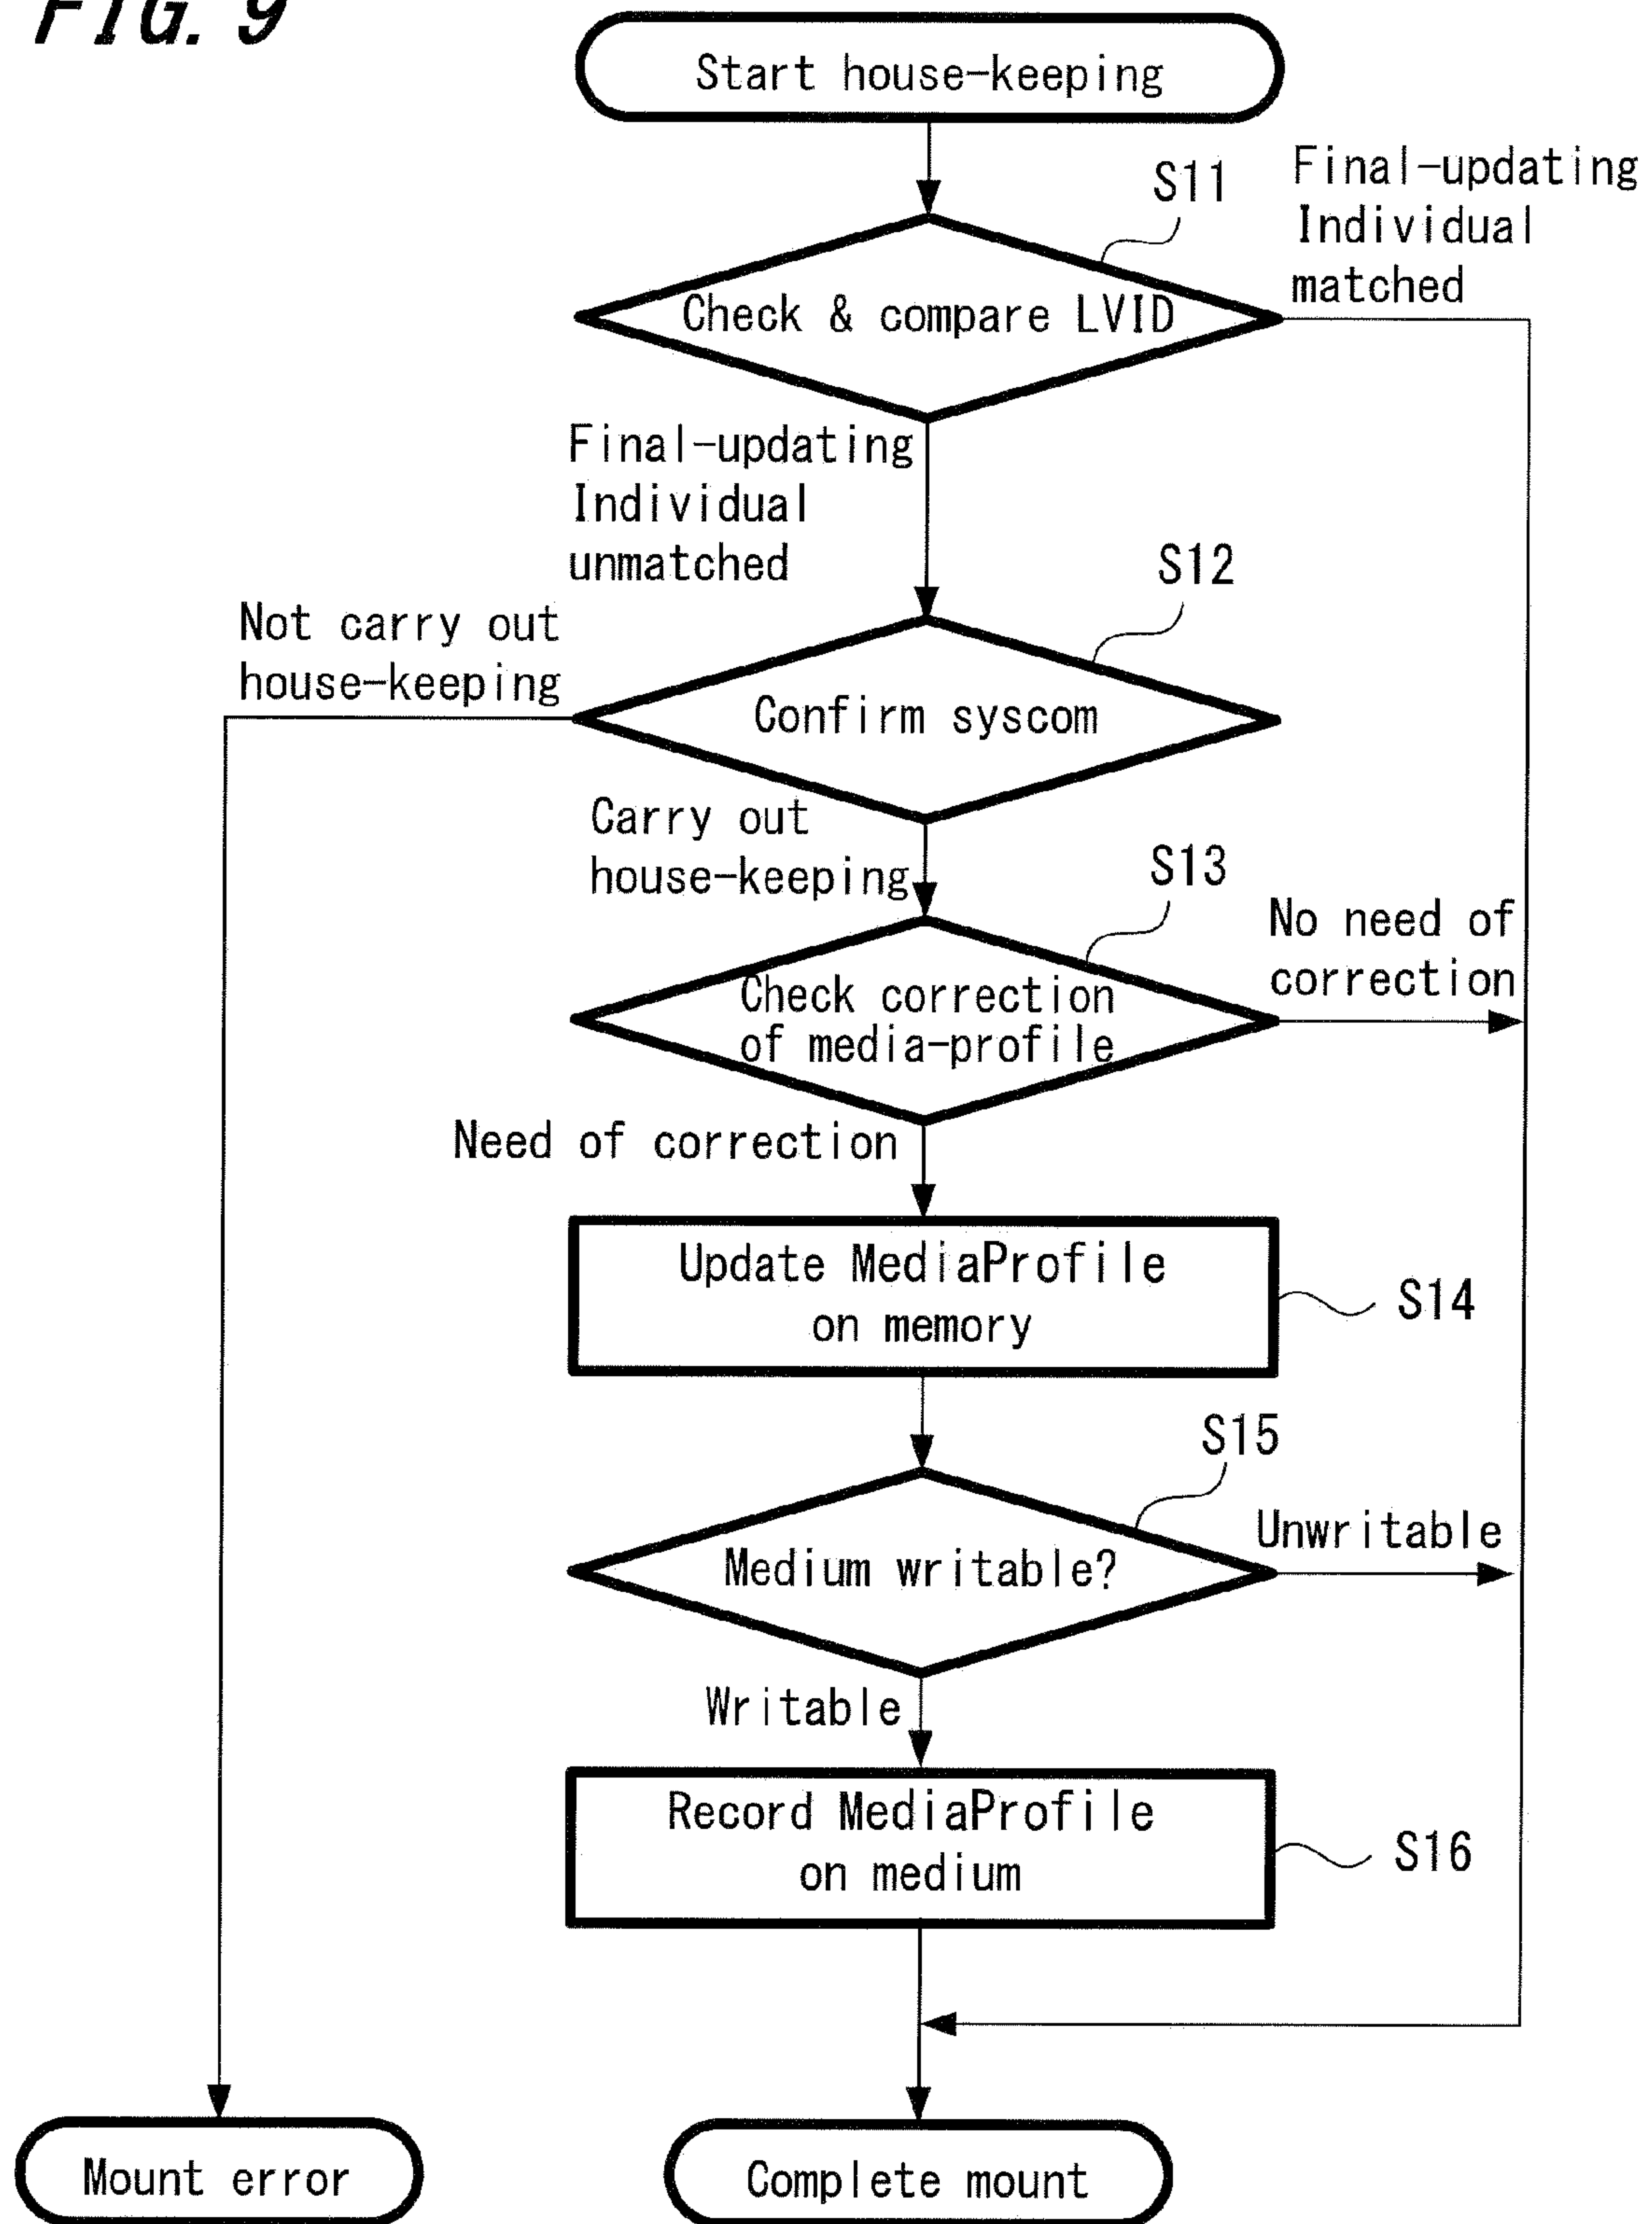 FIG. 9
Start house-keeping
S11
Final-updating
Individual
matched
Check & compare LVID
Final-updating
Individual
unmatched
S12
Not carry out
house-keeping
Confirm syscom
Carry out
house-keeping
S13
No need of
correction
Check correction
of media-profile
Need of correction
Update MediaProfile
on memory
S14
S15
Unwritable
Medium writable?
Writable
Record MediaProfile
on medium
S16
Mount error
Complete mount